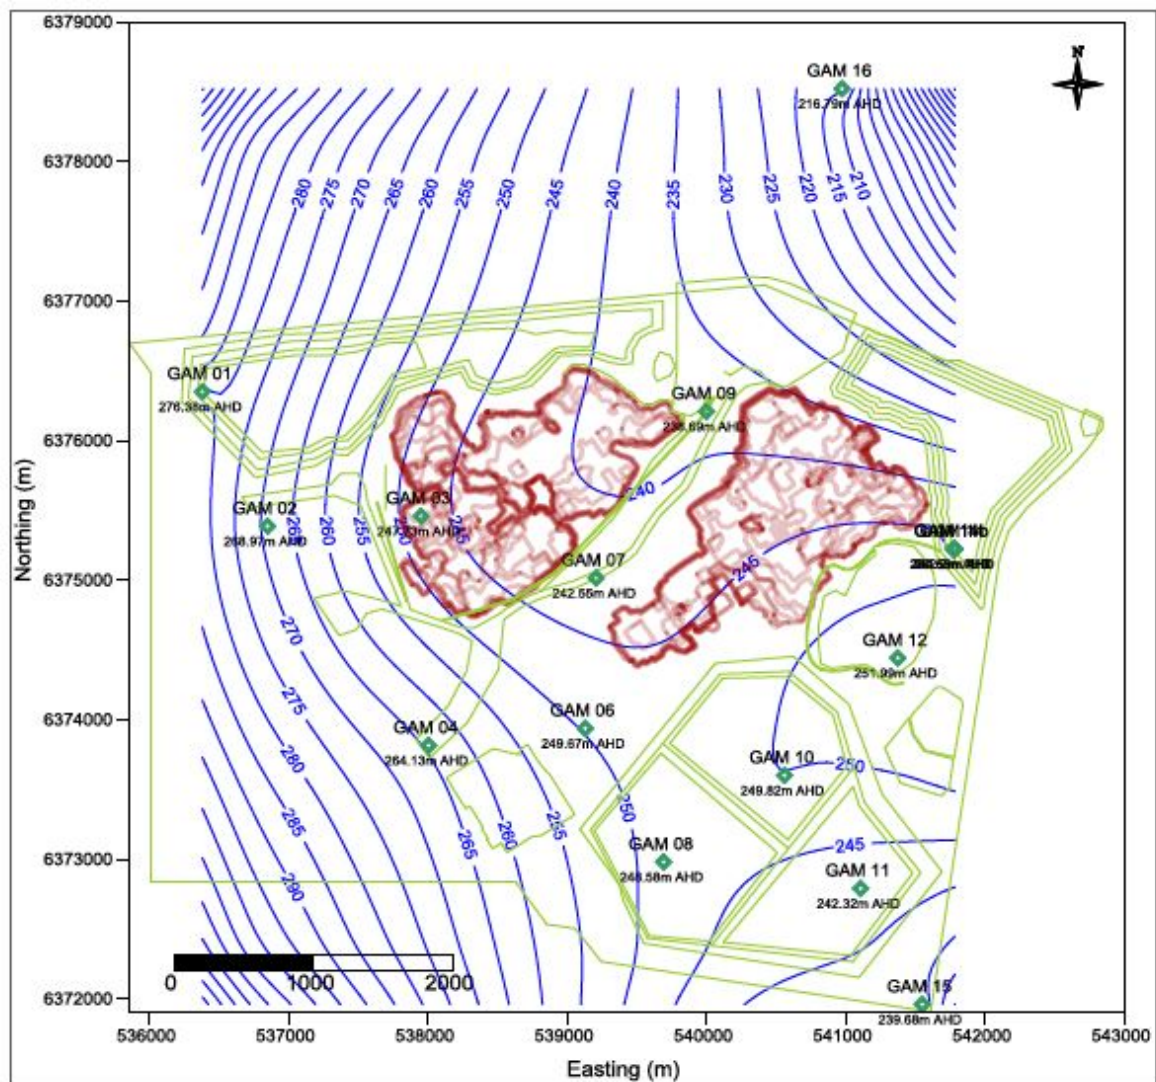 6379000
N
GAM 16
216.79m AHD
6378000
280
275
270
265
260
255
250
245
240
235
230
225
220
215
210
6377000
GAM 01
276.38m AHD
GAM 09
6376000
GAM 02
268.97m AHD
260
255
GAM 03
240
GAM 07
242.55m AHD
245
6375000
GAM 12
251.99m AHD
270
275
6374000
GAM 04
264.13m AHD
GAM 06
249.67m AHD
GAM 10
249.82m AHD
250
280
250
285
265
260
255
GAM 08
248.58m AHD
245
GAM 11
242.32m AHD
6373000
290
0
1000
2000
GAM 15
239.68m AHD
6372000
536000
537000
538000
539000
540000
541000
542000
543000
Northing (m)
Easting (m)